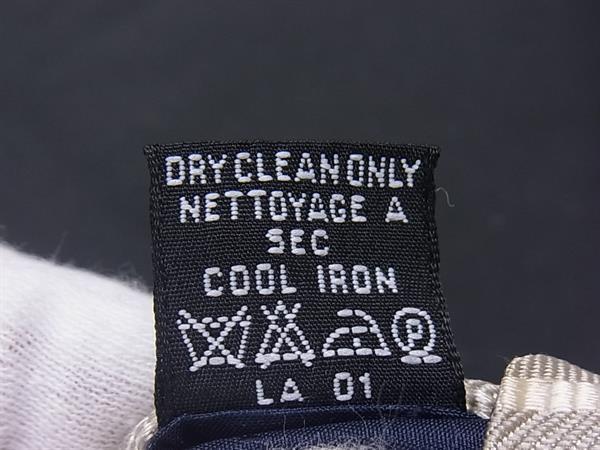 DRY CLEAN ONLY
NETTOYAGE A
SEC
COOL IRON
P
LA 01